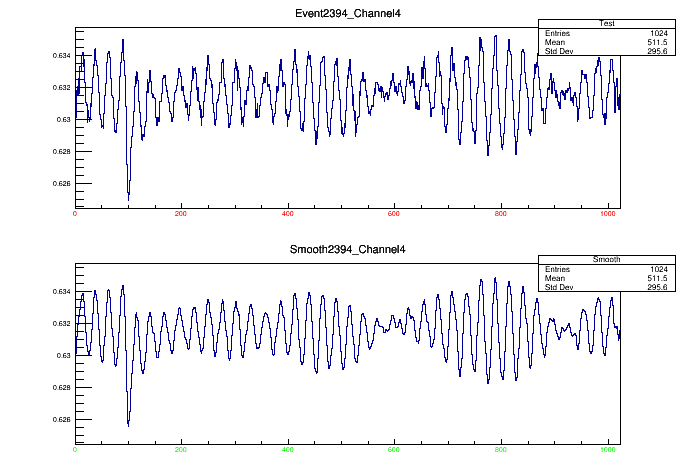 Event2394_Channel4
Test
Entries 1024
Mean 511.5
Std Dev 295.6
0.634
0.632
0.63
0.628
0.626
0 200 400 600 800 1000
Smooth2394_Channel4
Smooth
Entries 1024
Mean 511.5
Std Dev 295.6
0.634
0.632
0.63
0.628
0.626
0 200 400 600 800 1000